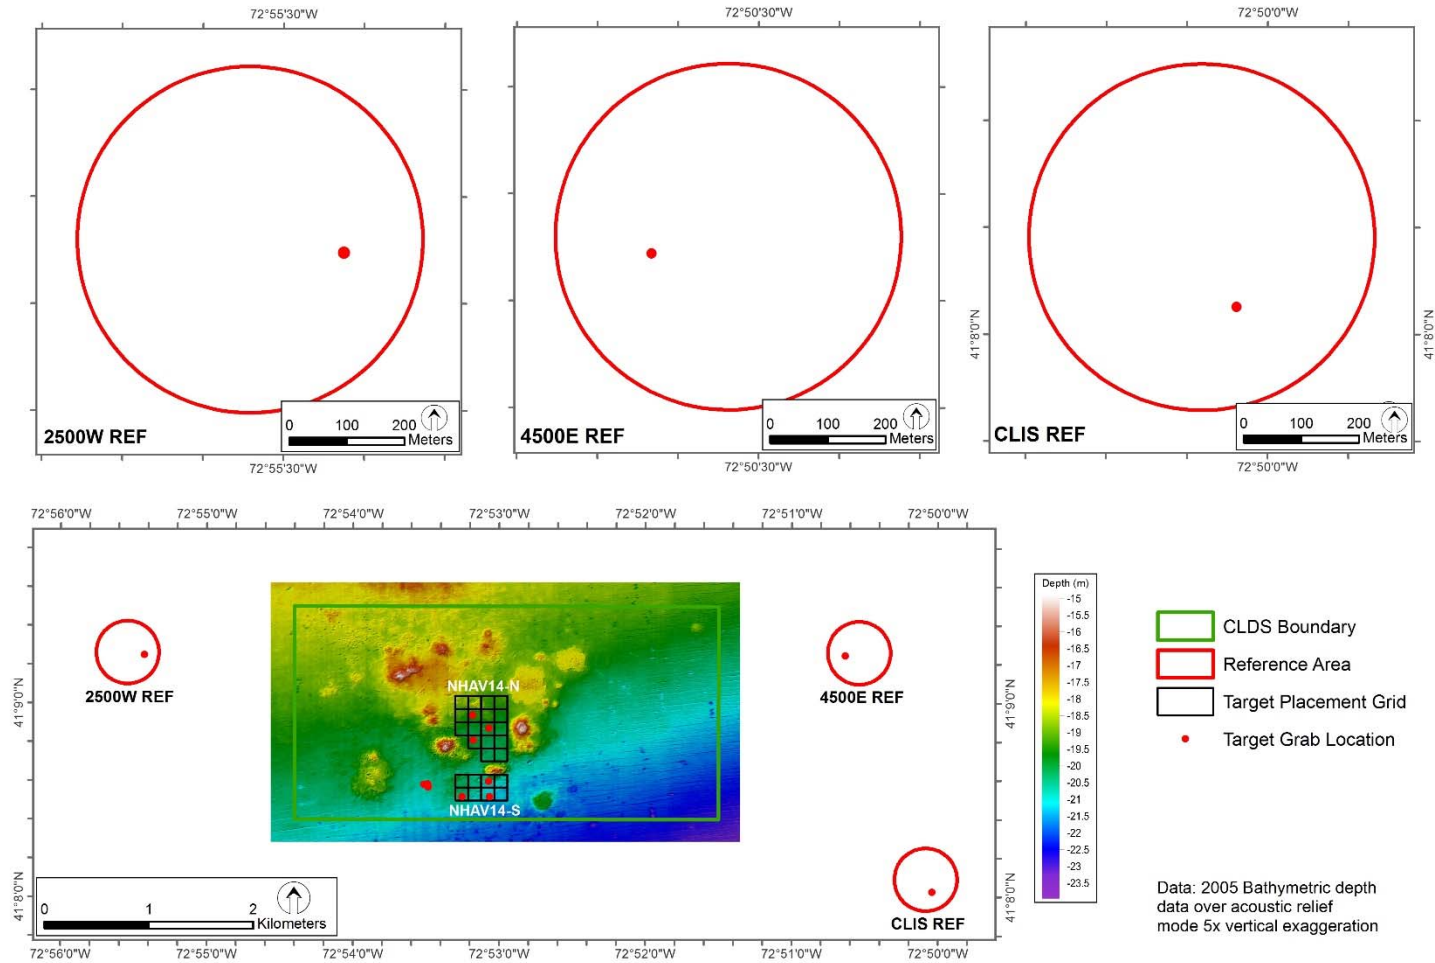 72°55'30"W
72°50'30"W
72°50'0"W
2500W REF
0 100 200
Meters
4500E REF
0 100 200
Meters
CLIS REF
0 100 200
Meters
41°8'0"N
41°8'0"N
72°55'30"W
72°50'30"W
72°50'0"W
72°56'0"W 72°55'0"W 72°54'0"W 72°53'0"W 72°52'0"W 72°51'0"W 72°50'0"W
41°9'0"N
41°8'0"N
2500W REF
NHAV14-N
NHAV14-S
4500E REF
CLIS REF
0 1 2
Kilometers
41°9'0"N
41°8'0"N
72°56'0"W 72°55'0"W 72°54'0"W 72°53'0"W 72°52'0"W 72°51'0"W 72°50'0"W
Depth (m)
-15
-15.5
-16
-16.5
-17
-17.5
-18
-18.5
-19
-19.5
-20
-20.5
-21
-21.5
-22
-22.5
-23
-23.5
CLDS Boundary
Reference Area
Target Placement Grid
Target Grab Location
Data: 2005 Bathymetric depth
data over acoustic relief
mode 5x vertical exaggeration